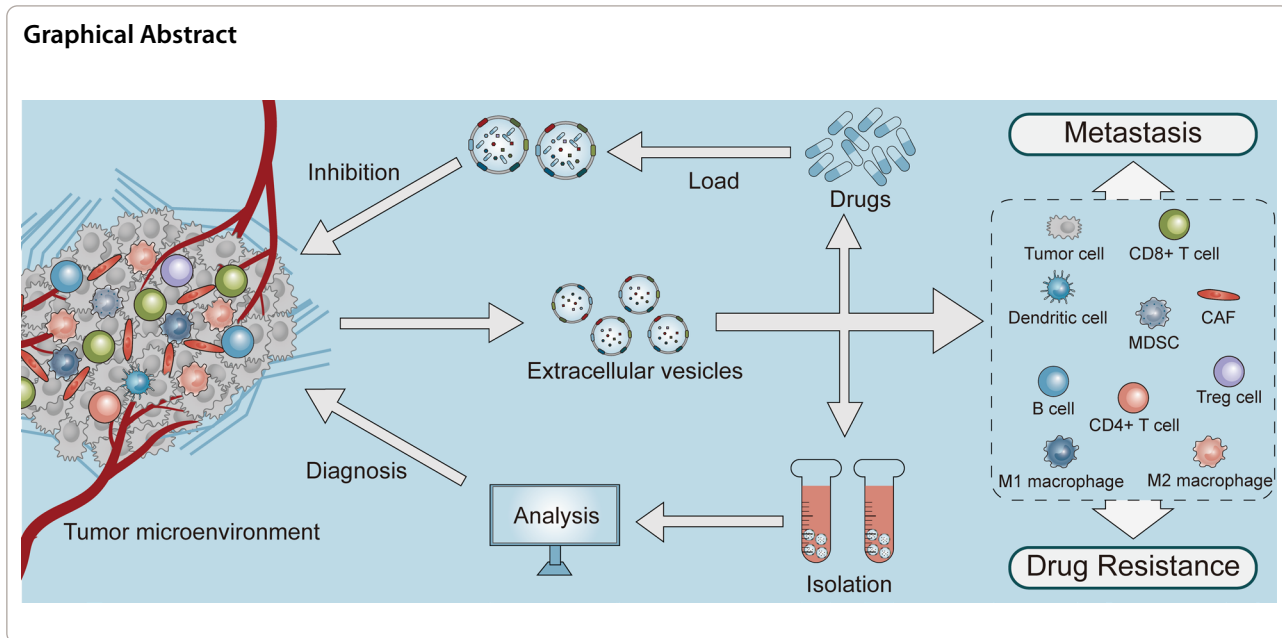 Graphical Abstract
Inhibition
Load
Drugs
Metastasis
Tumor cell
CD8+ T cell
Dendritic cell
MDSC
CAF
B cell
CD4+ T cell
Treg cell
M1 macrophage
M2 macrophage
Extracellular vesicles
Diagnosis
Analysis
Isolation
Tumor microenvironment
Drug Resistance